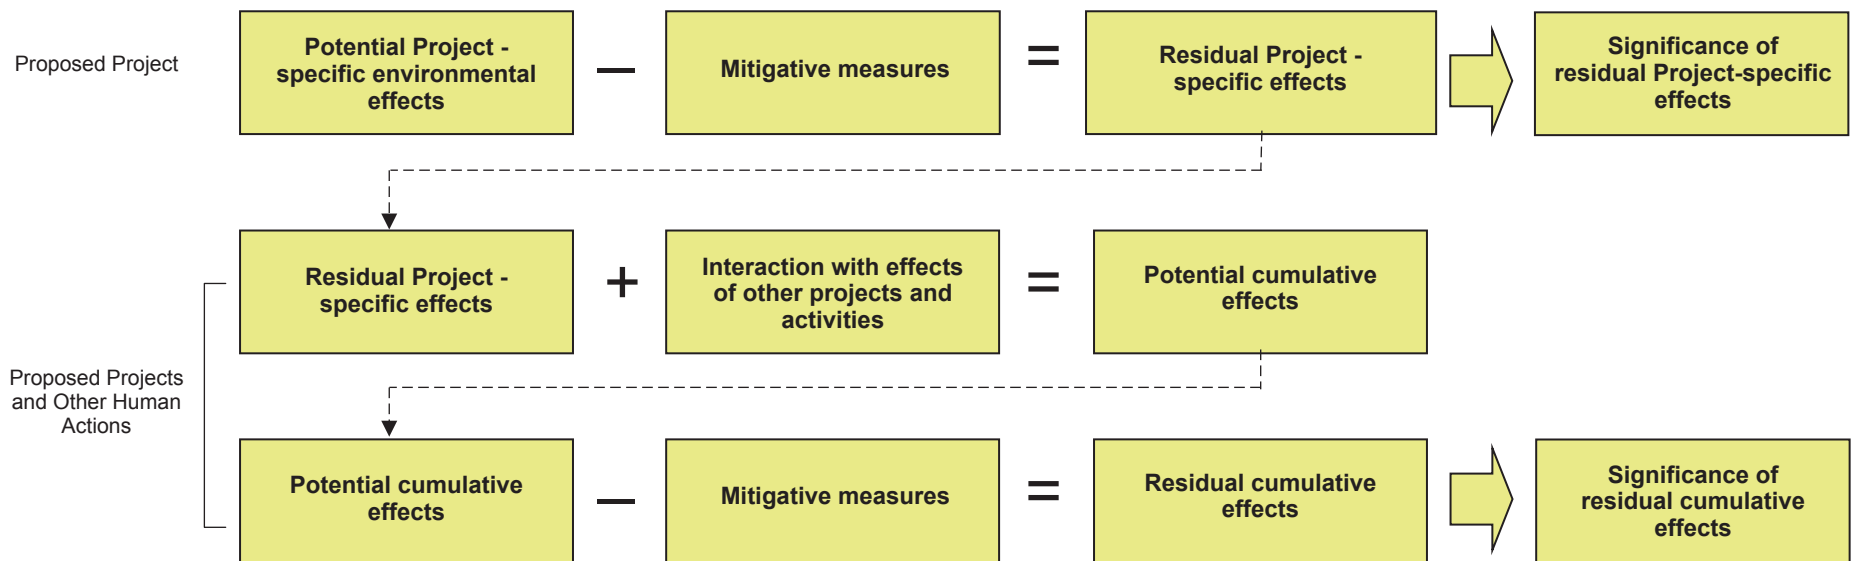 Proposed Project
Potential Project -
specific environmental
effects
—
Mitigative measures
=
Residual Project -
specific effects
Significance of
residual Project-specific
effects
Residual Project -
specific effects
+
Interaction with effects
of other projects and
activities
=
Potential cumulative
effects
Proposed Projects
and Other Human
Actions
Potential cumulative
effects
—
Mitigative measures
=
Residual cumulative
effects
Significance of
residual cumulative
effects